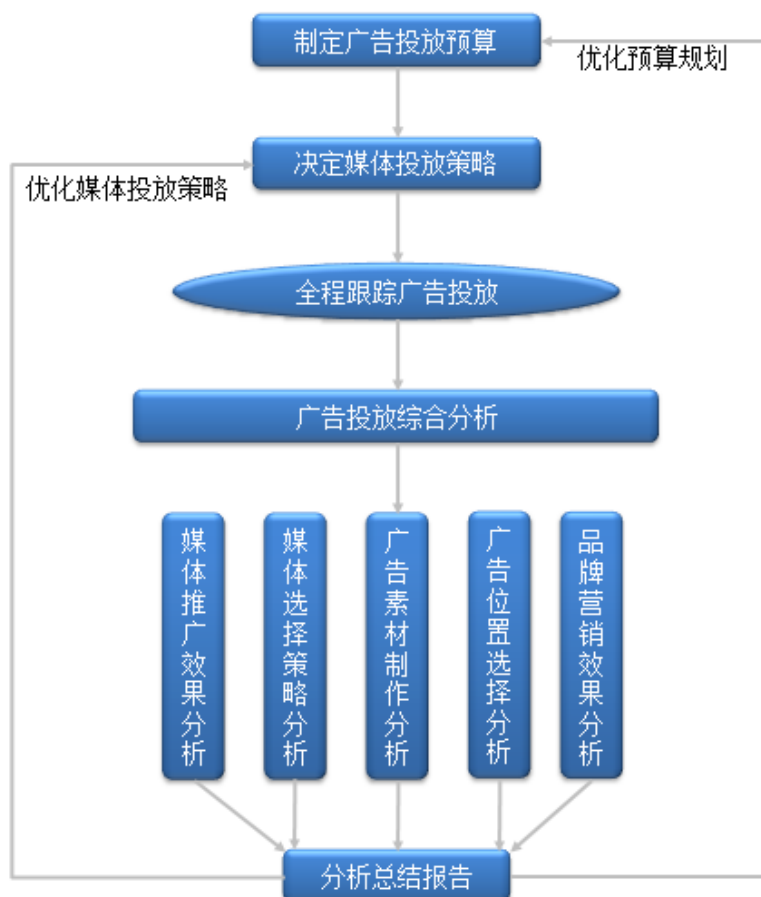 制定广告投放预算
优化预算规划
决定媒体投放策略
优化媒体投放策略
全程跟踪广告投放
广告投放综合分析
媒体推广效果分析
媒体选择策略分析
广告素材制作分析
广告位置选择分析
品牌营销效果分析
分析总结报告